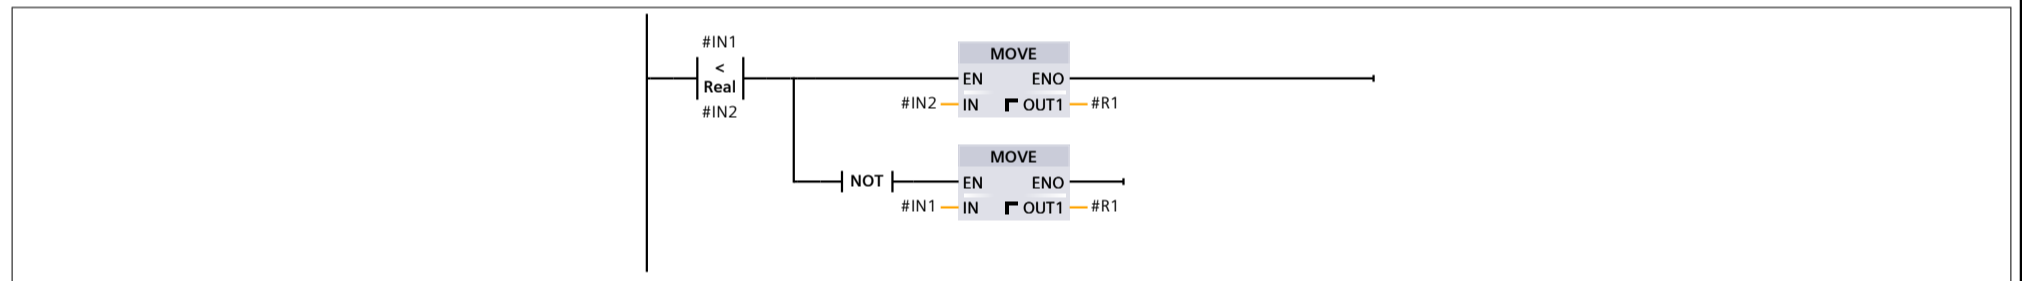 #IN1
<
Real
#IN2
MOVE
EN ENO
#IN2 IN OUT1 #R1
MOVE
NOT EN ENO
#IN1 IN OUT1 #R1